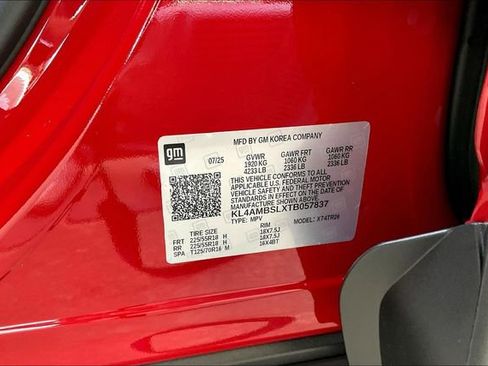 gm
MFD BY GM KOREA COMPANY
07/25 GVWR GAWR FRT GAWR RR
1920 KG 1060 KG 1060 KG
4233 LB 2336 LB 2336 LB
THIS VEHICLE CONFORMS TO ALL
APPLICABLE U.S. FEDERAL MOTOR
VEHICLE SAFETY AND THEFT PREVENTION
STANDARDS IN EFFECT ON THE DATE OF
MANUFACTURE SHOWN ABOVE.
KL4AMBSLXTB057837
TYPE: MPV MODEL: X74TR26
TIRE SIZE RIM
FRT 225/55R18 H 18X7.5J
RR 225/55R18 H 18X7.5J
SPA T125/70R16 M 16X4BT